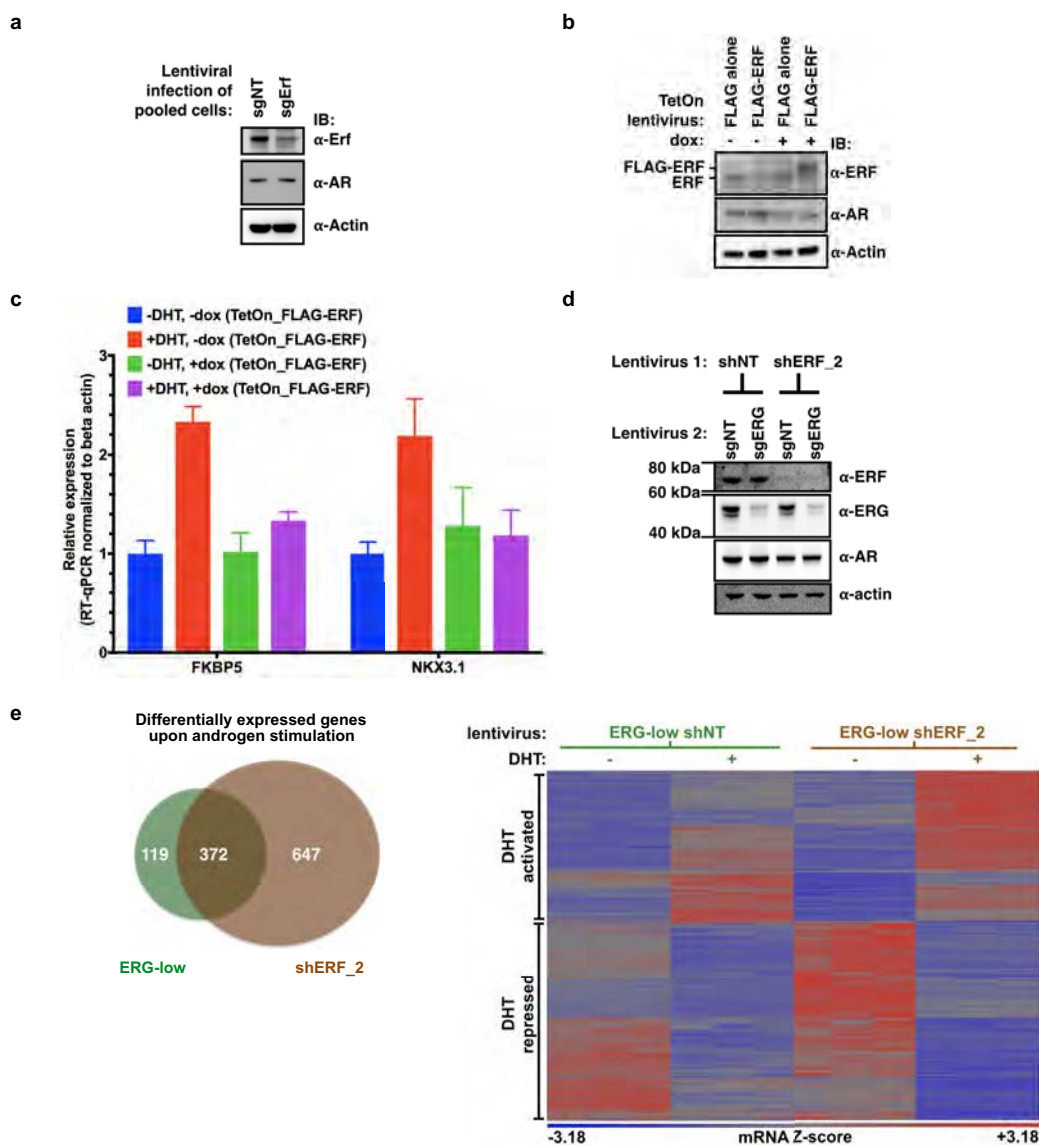 a
Lentiviral
infection of
pooled cells:
sgNT
sgErf
IB:
α-Erf
α-AR
α-Actin
b
TetOn
lentivirus:
FLAG alone
FLAG-ERF
FLAG alone
FLAG-ERF
dox:
- - + +
IB:
FLAG-ERF
ERF
α-ERF
α-AR
α-Actin
c
-DHT, -dox (TetOn_FLAG-ERF)
+DHT, -dox (TetOn_FLAG-ERF)
-DHT, +dox (TetOn_FLAG-ERF)
+DHT, +dox (TetOn_FLAG-ERF)
Relative expression
(RT-qPCR normalized to beta actin)
3
2
1
0
FKBP5
NKX3.1
d
Lentivirus 1: shNT shERF_2
Lentivirus 2:
sgNT
sgERG
sgNT
sgERG
80 kDa
60 kDa
40 kDa
α-ERF
α-ERG
α-AR
α-actin
e
Differentially expressed genes
upon androgen stimulation
119 372 647
ERG-low shERF_2
lentivirus: ERG-low shNT ERG-low shERF_2
DHT: - + - +
DHT
activated
DHT
repressed
-3.18 mRNA Z-score +3.18